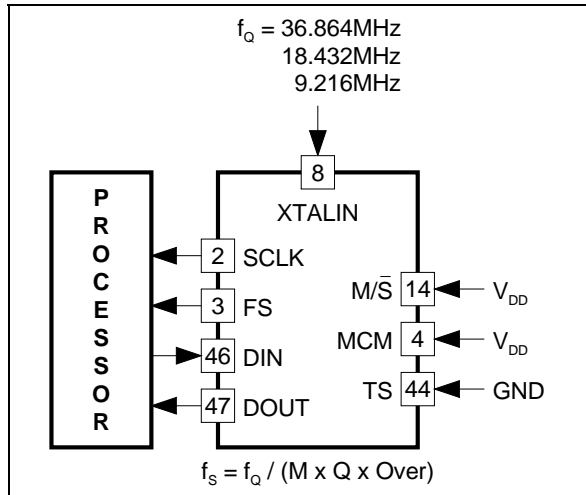 f_Q = 36.864MHz
18.432MHz
9.216MHz
8
XTALIN
PROCESSOR
2 SCLK
3 FS
46 DIN
47 DOUT
M/S̅ 14 V_DD
MCM 4 V_DD
TS 44 GND
f_S = f_Q / (M x Q x Over)